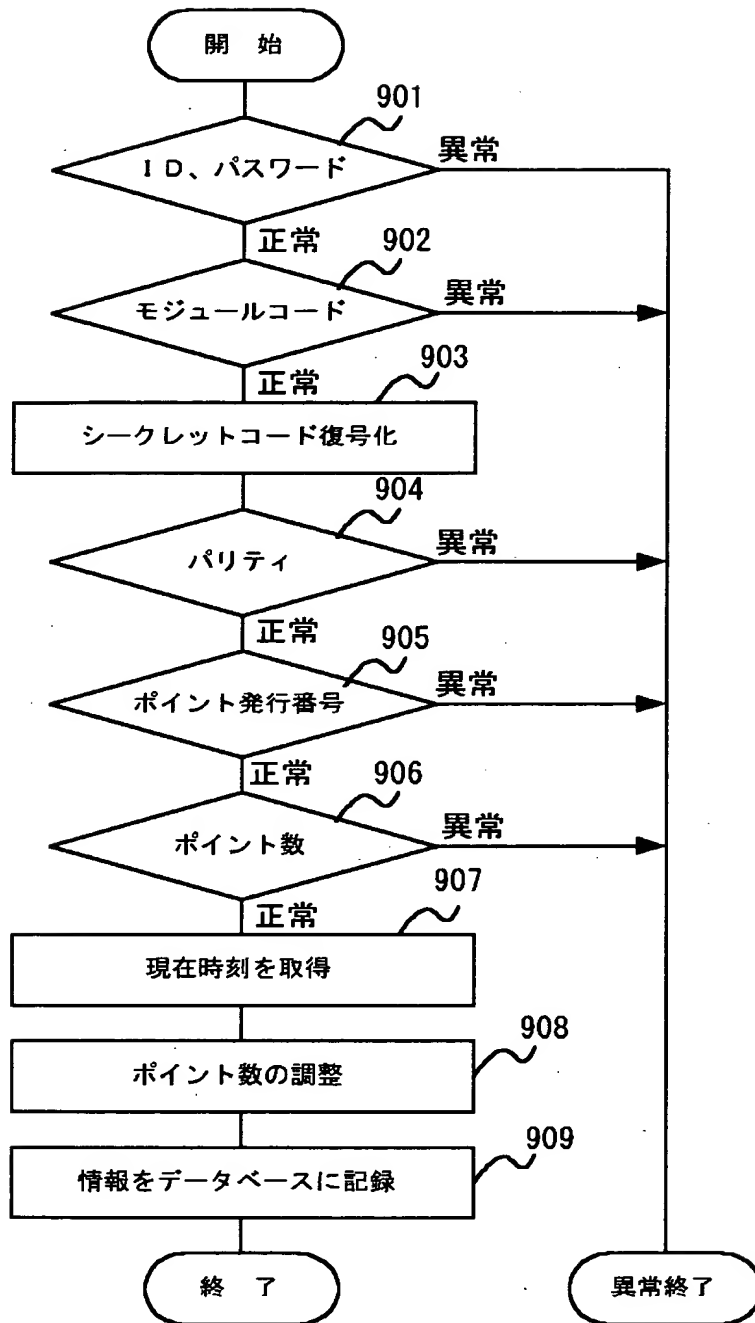 開 始
901
ID、パスワード
異常
正常
902
モジュールコード
異常
正常
903
シークレットコード復号化
904
パリティ
異常
正常
905
ポイント発行番号
異常
正常
906
ポイント数
異常
正常
907
現在時刻を取得
908
ポイント数の調整
909
情報をデータベースに記録
終 了
異常終了